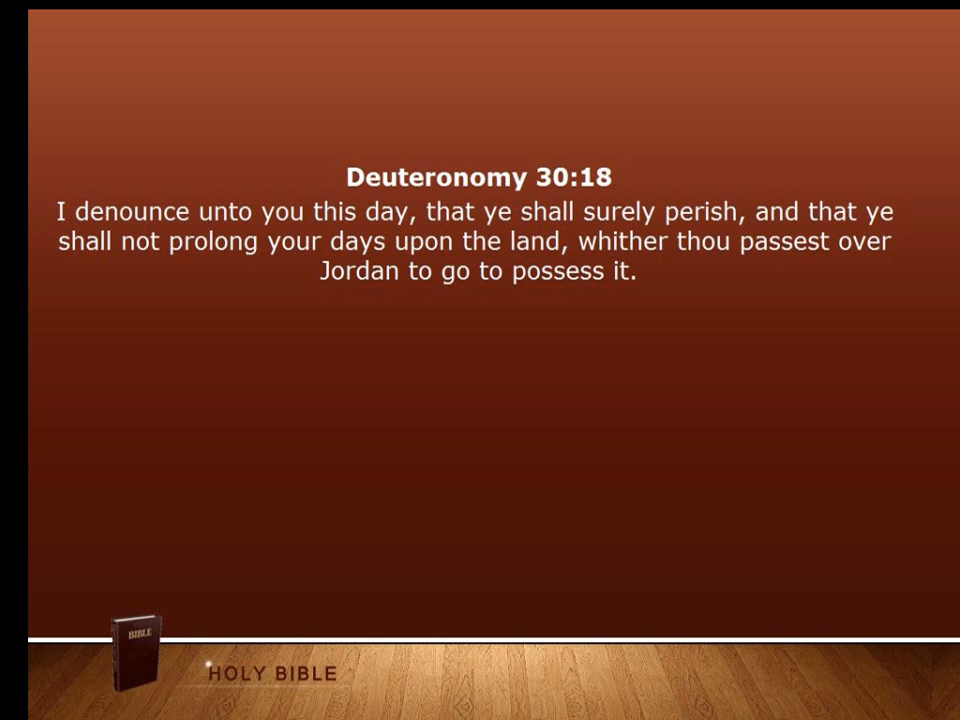 Deuteronomy 30:18
I denounce unto you this day, that ye shall surely perish, and that ye
shall not prolong your days upon the land, whither thou passest over
Jordan to go to possess it.
BIBLE
HOLY BIBLE